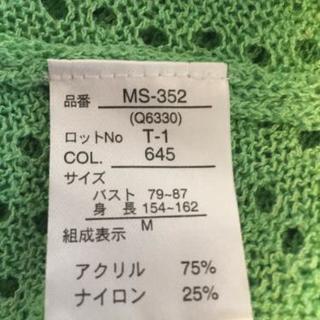 品番 MS-352
(Q6330)
ロットNo T-1
COL. 645
サイズ
バスト 79~87
身 長 154~162
M
組成表示
アクリル 75%
ナイロン 25%